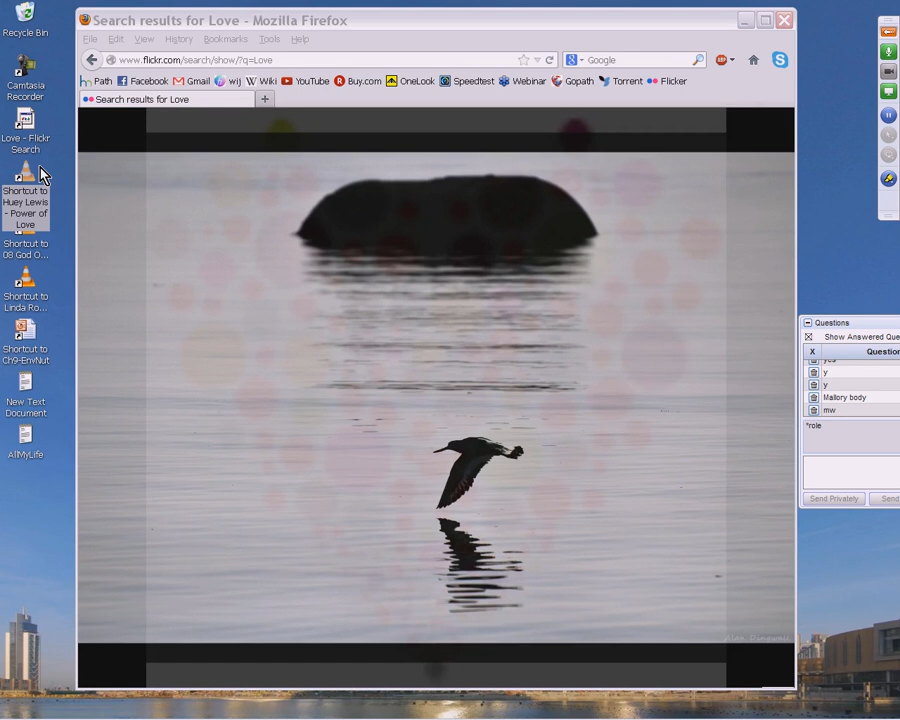 Recycle Bin
Camtasia
Recorder
Love - Flickr
Search
Shortcut to
Huey Lewis
- Power of
Love
Shortcut to
08 God O...
Shortcut to
Linda Ro...
Shortcut to
Ch9-EnvNut
New Text
Document
AllMyLife
Search results for Love - Mozilla Firefox
File Edit View History Bookmarks Tools Help
www.flickr.com/search/show/?q=Love
Google
Path Facebook Gmail wij Wiki YouTube Buy.com OneLook Speedtest Webinar Gopath Torrent Flicker
Search results for Love
Questions
Show Answered Que
X Question
yes
y
y
Mallory body
mw
*role
Send Privately Send